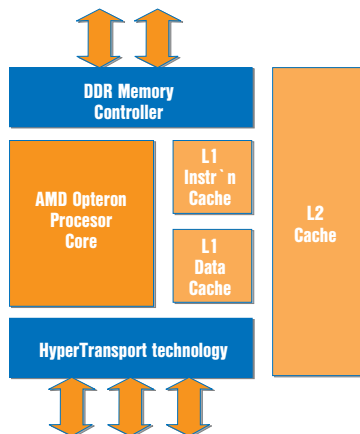 DDR Memory
Controller
AMD Opteron
Procesor
Core
L1
Instr`n
Cache
L1
Data
Cache
L2
Cache
HyperTransport technology